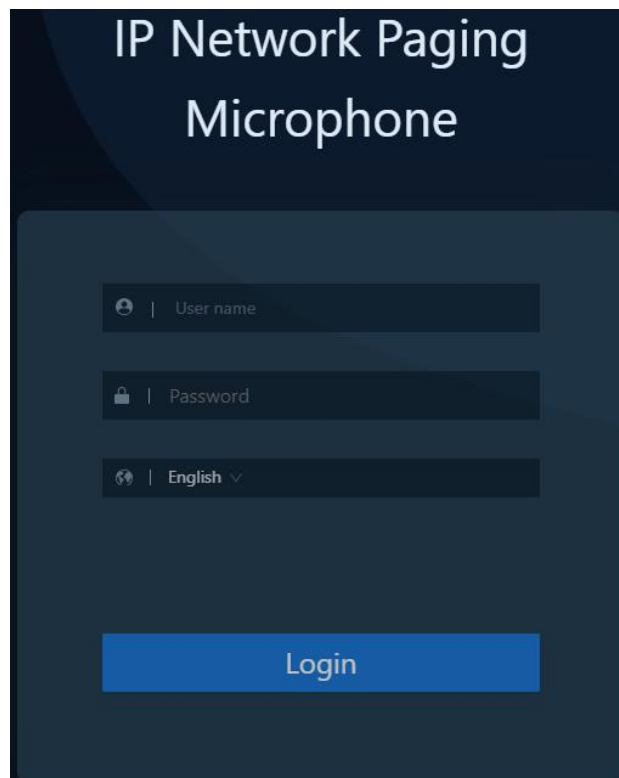 IP Network Paging
Microphone
User name
Password
English
Login